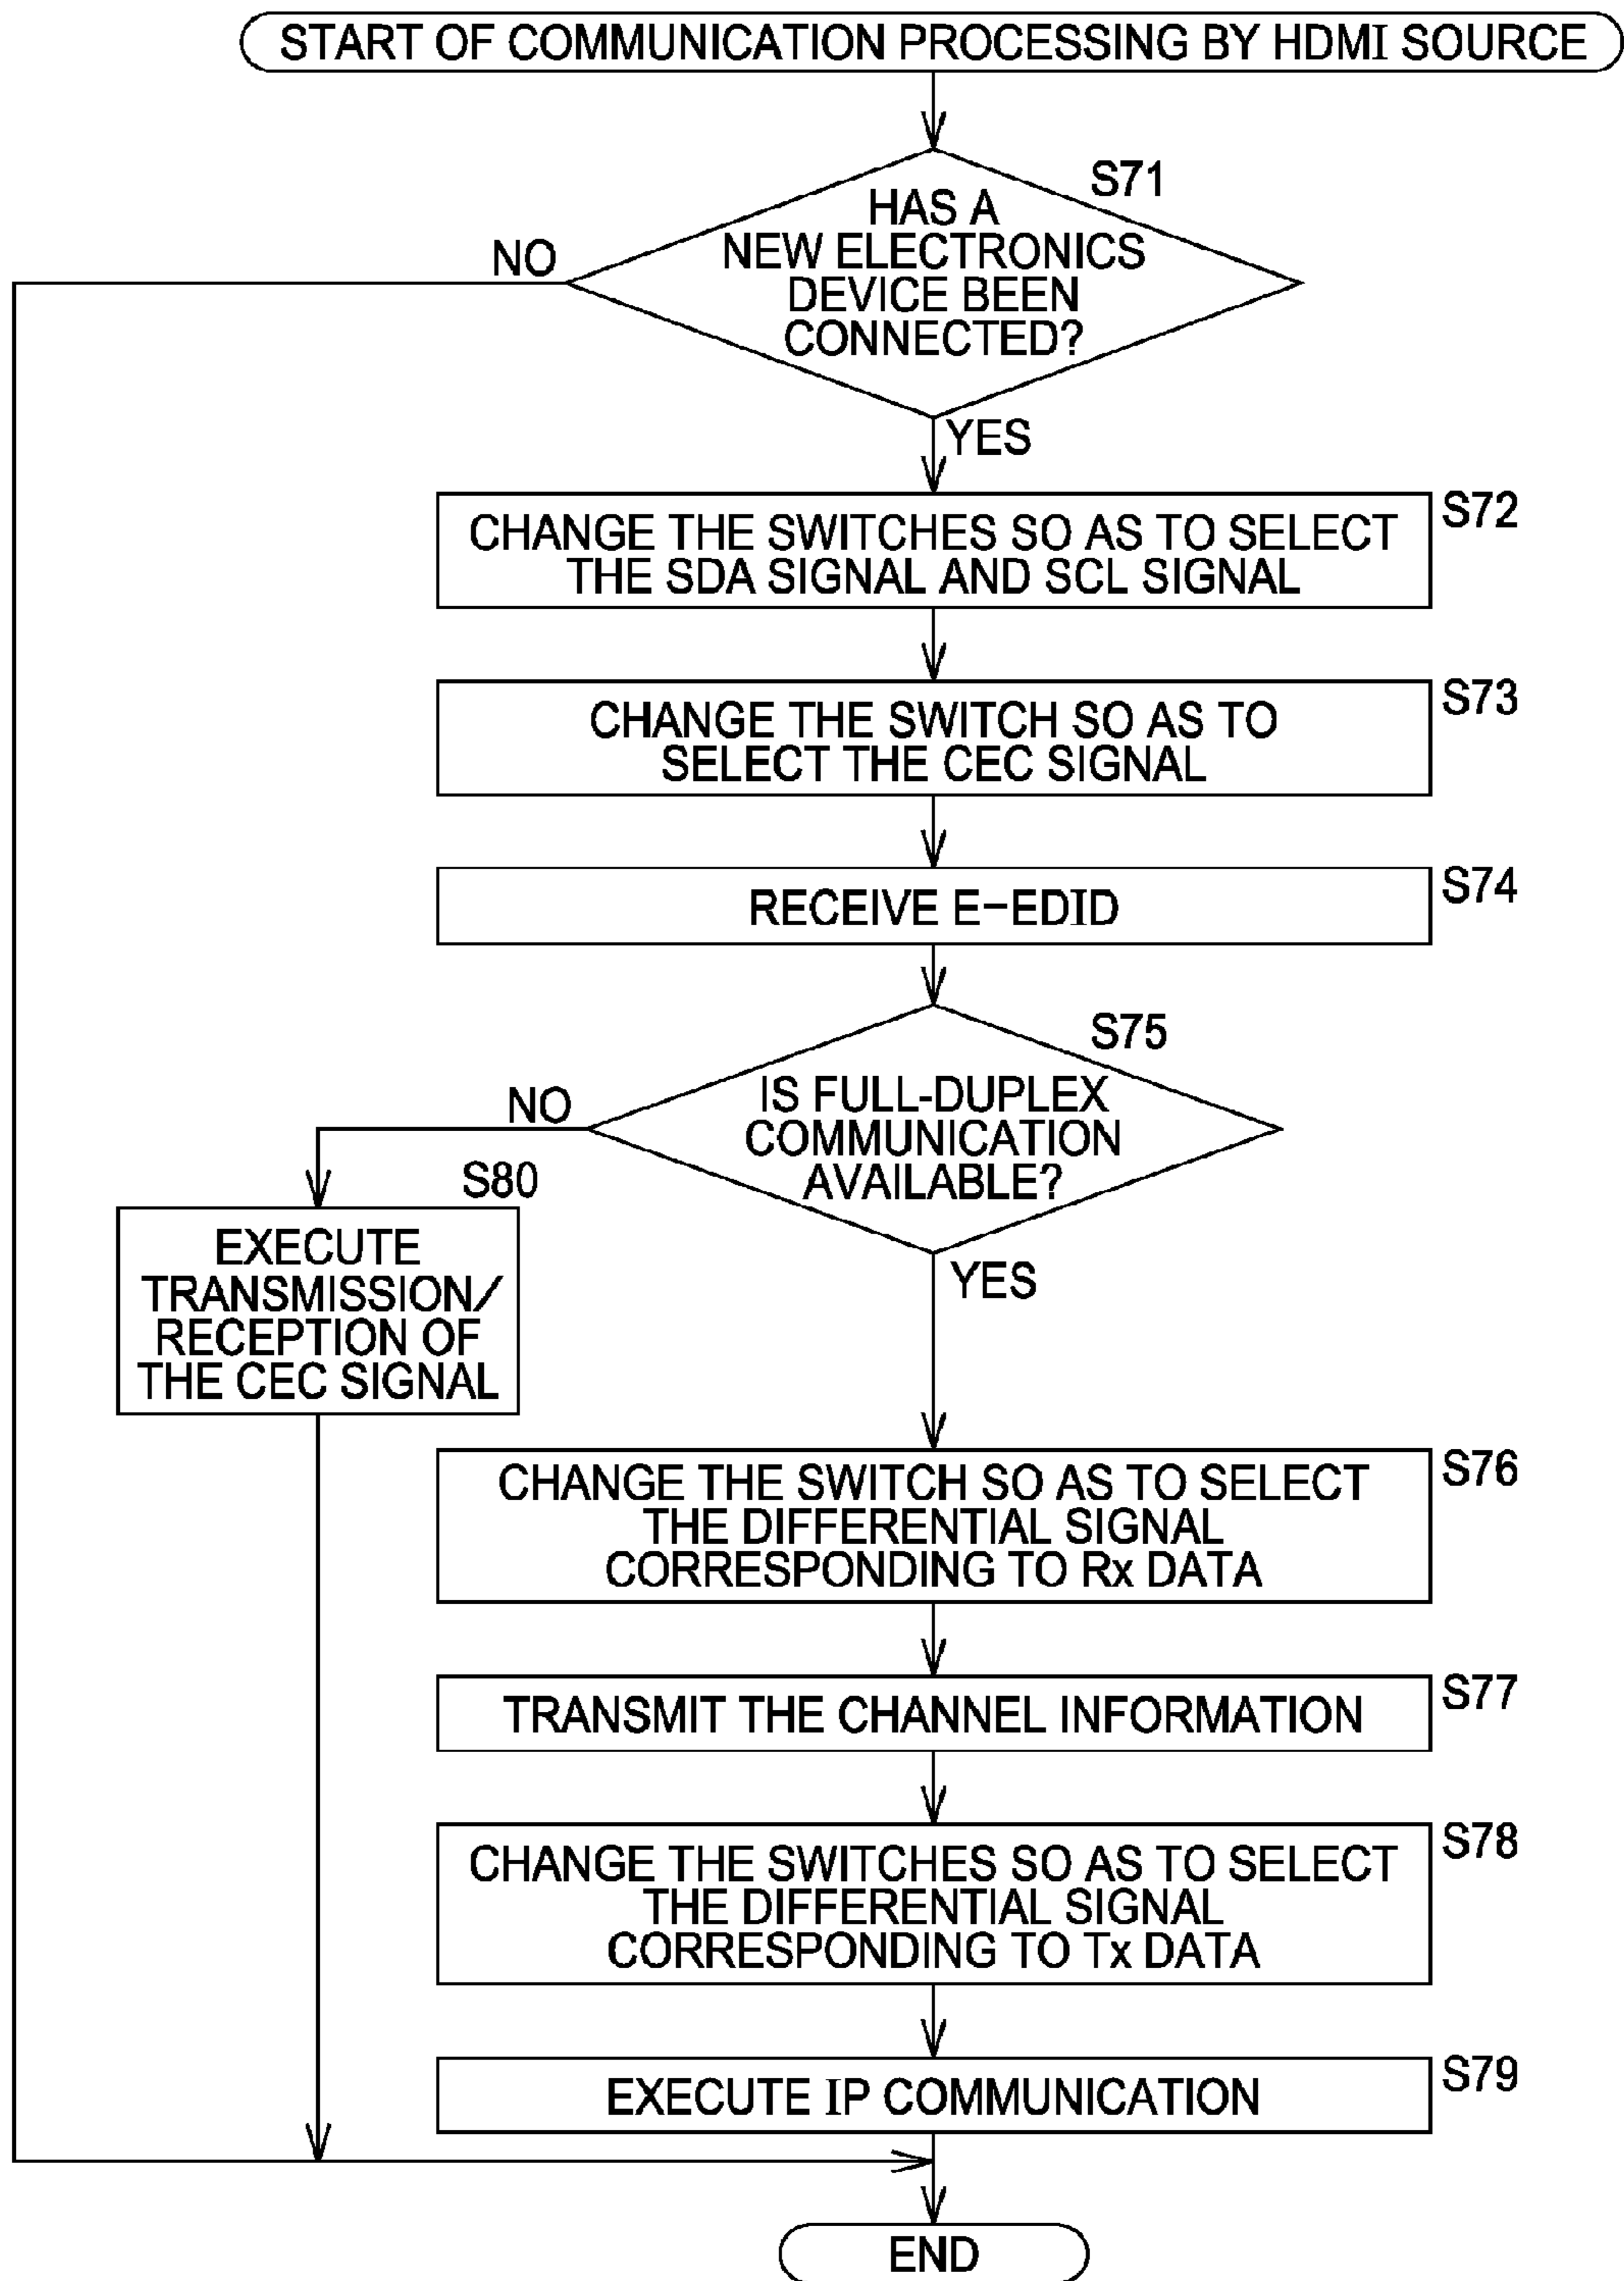 START OF COMMUNICATION PROCESSING BY HDMI SOURCE
S71
HAS A
NEW ELECTRONICS
DEVICE BEEN
CONNECTED?
NO
YES
S72
CHANGE THE SWITCHES SO AS TO SELECT
THE SDA SIGNAL AND SCL SIGNAL
S73
CHANGE THE SWITCH SO AS TO
SELECT THE CEC SIGNAL
S74
RECEIVE E-EDID
S75
IS FULL-DUPLEX
COMMUNICATION
AVAILABLE?
NO
YES
S80
EXECUTE
TRANSMISSION/
RECEPTION OF
THE CEC SIGNAL
S76
CHANGE THE SWITCH SO AS TO SELECT
THE DIFFERENTIAL SIGNAL
CORRESPONDING TO Rx DATA
S77
TRANSMIT THE CHANNEL INFORMATION
S78
CHANGE THE SWITCHES SO AS TO SELECT
THE DIFFERENTIAL SIGNAL
CORRESPONDING TO Tx DATA
S79
EXECUTE IP COMMUNICATION
END